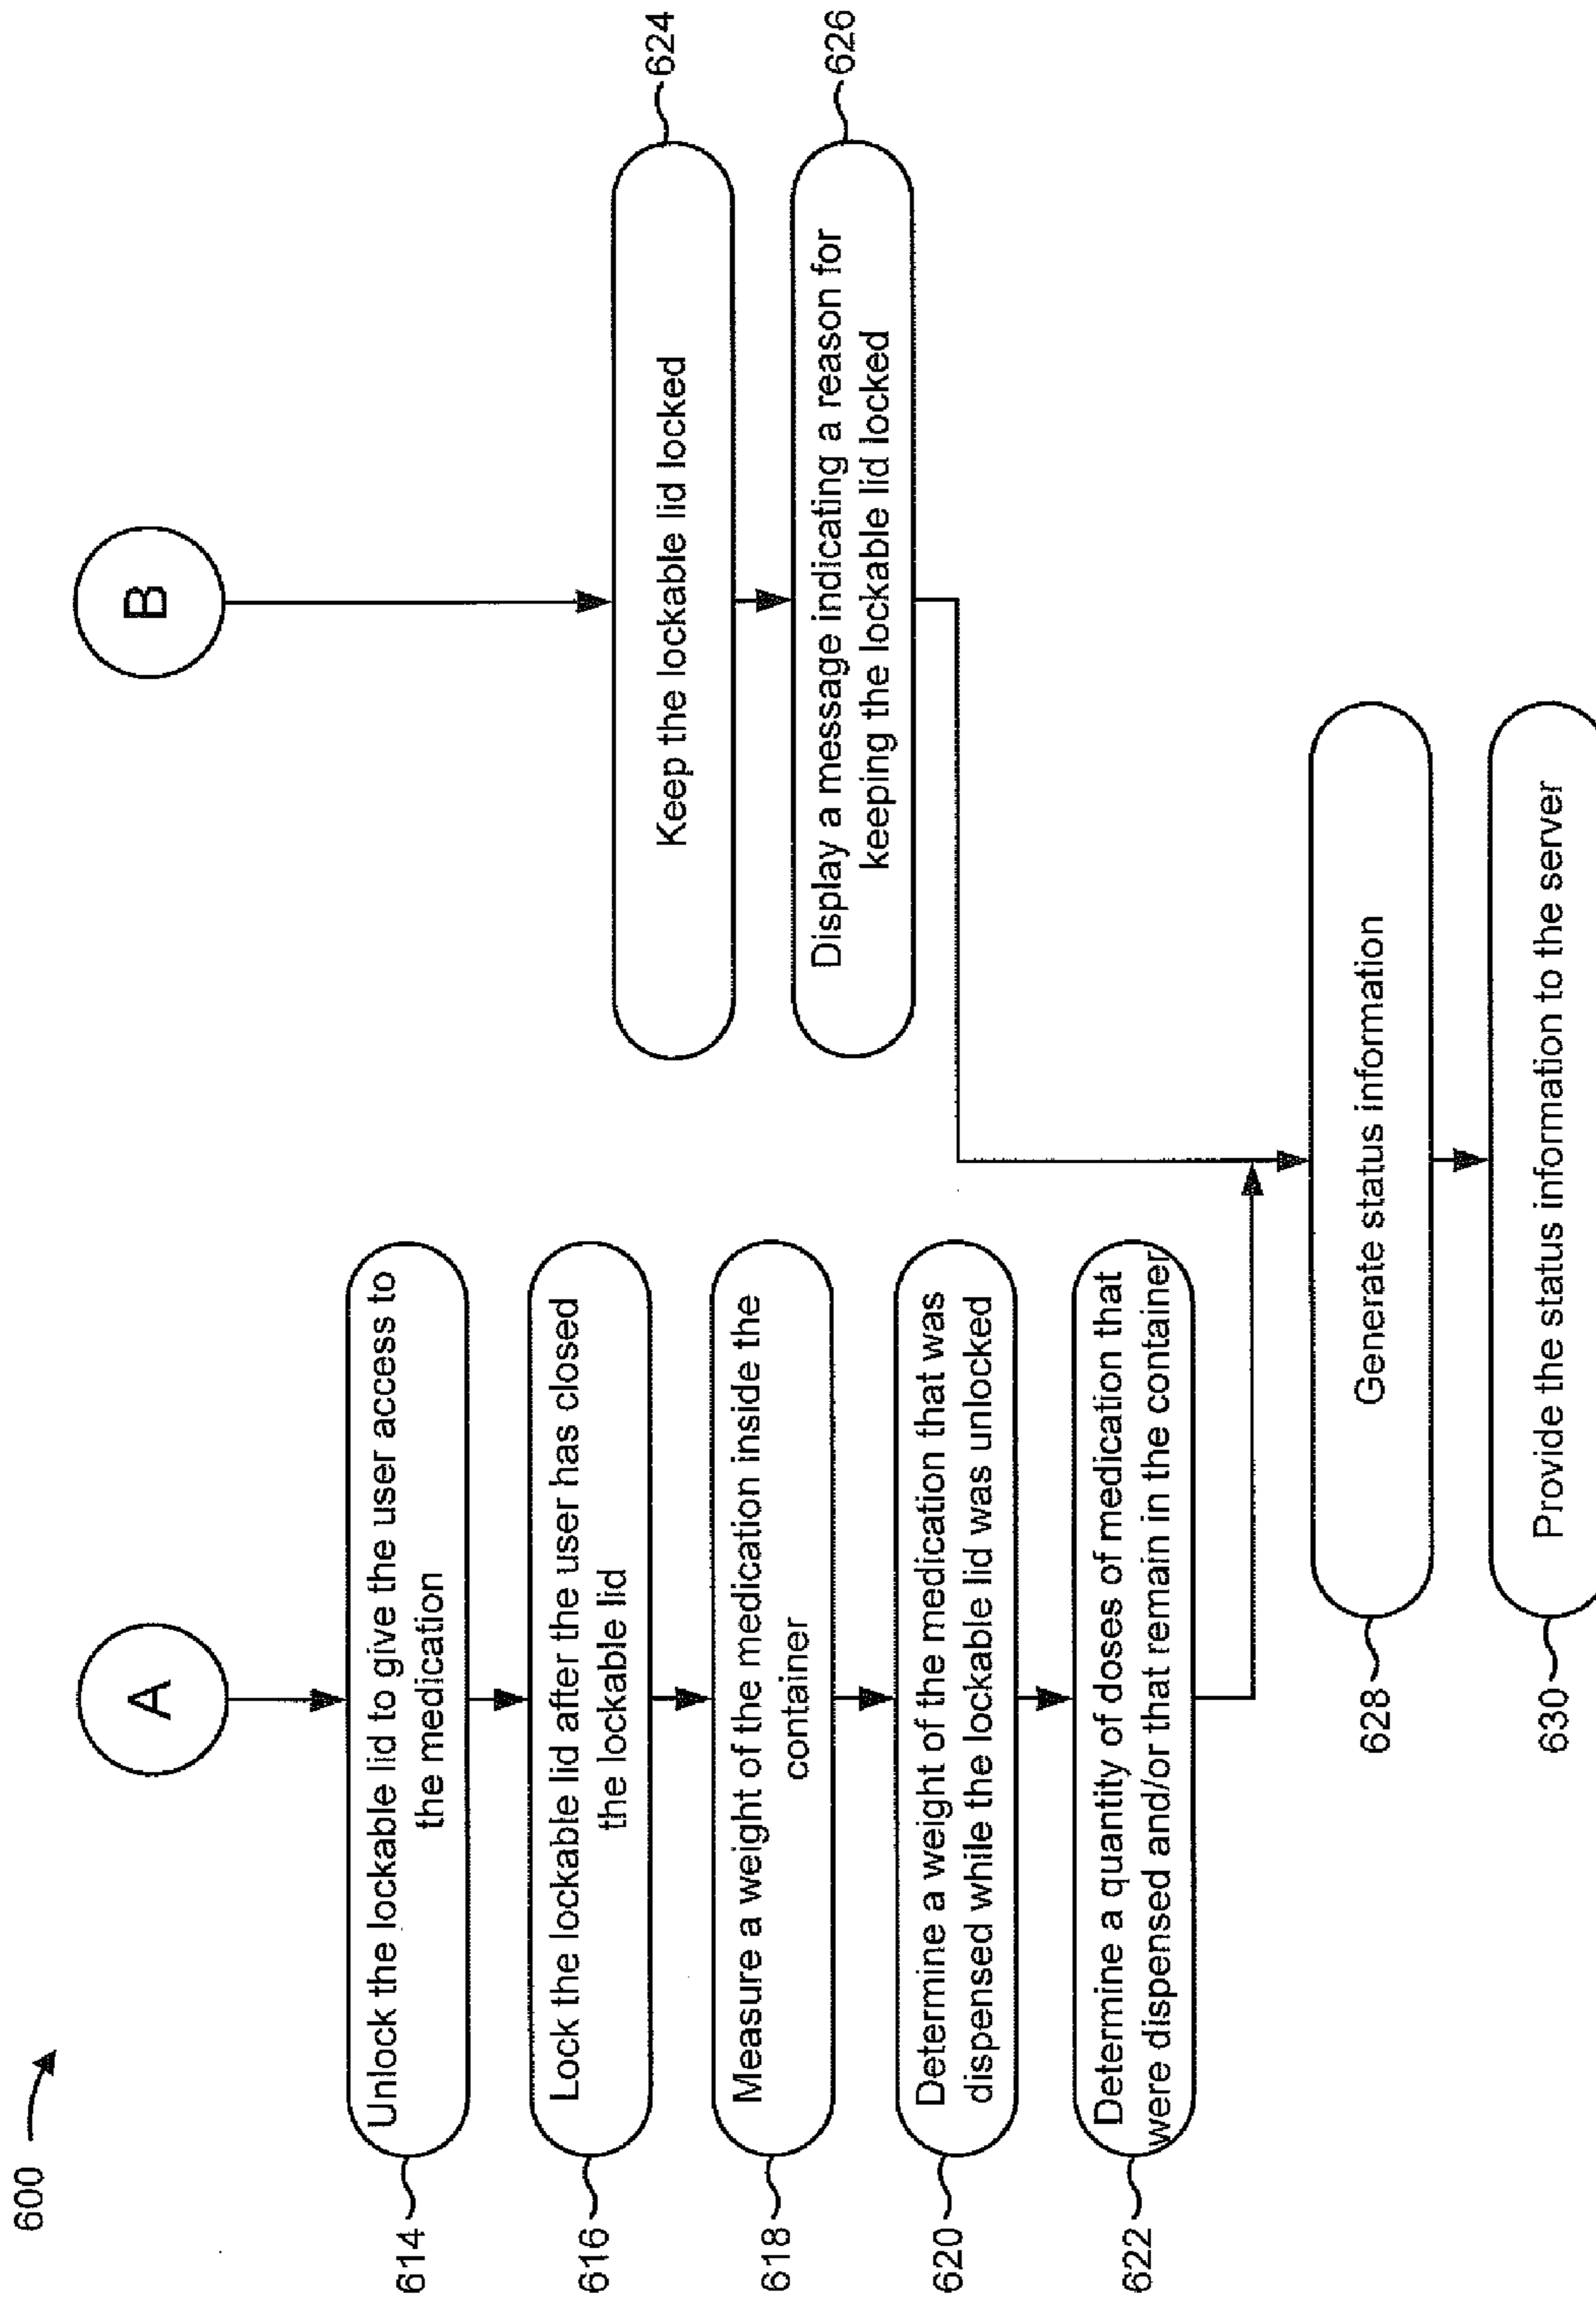 600
A
614
Unlock the lockable lid to give the user access to
the medication
616
Lock the lockable lid after the user has closed
the lockable lid
618
Measure a weight of the medication inside the
container
620
Determine a weight of the medication that was
dispensed while the lockable lid was unlocked
622
Determine a quantity of doses of medication that
were dispensed and/or that remain in the container
B
Keep the lockable lid locked
624
Display a message indicating a reason for
keeping the lockable lid locked
626
628
Generate status information
630
Provide the status information to the server